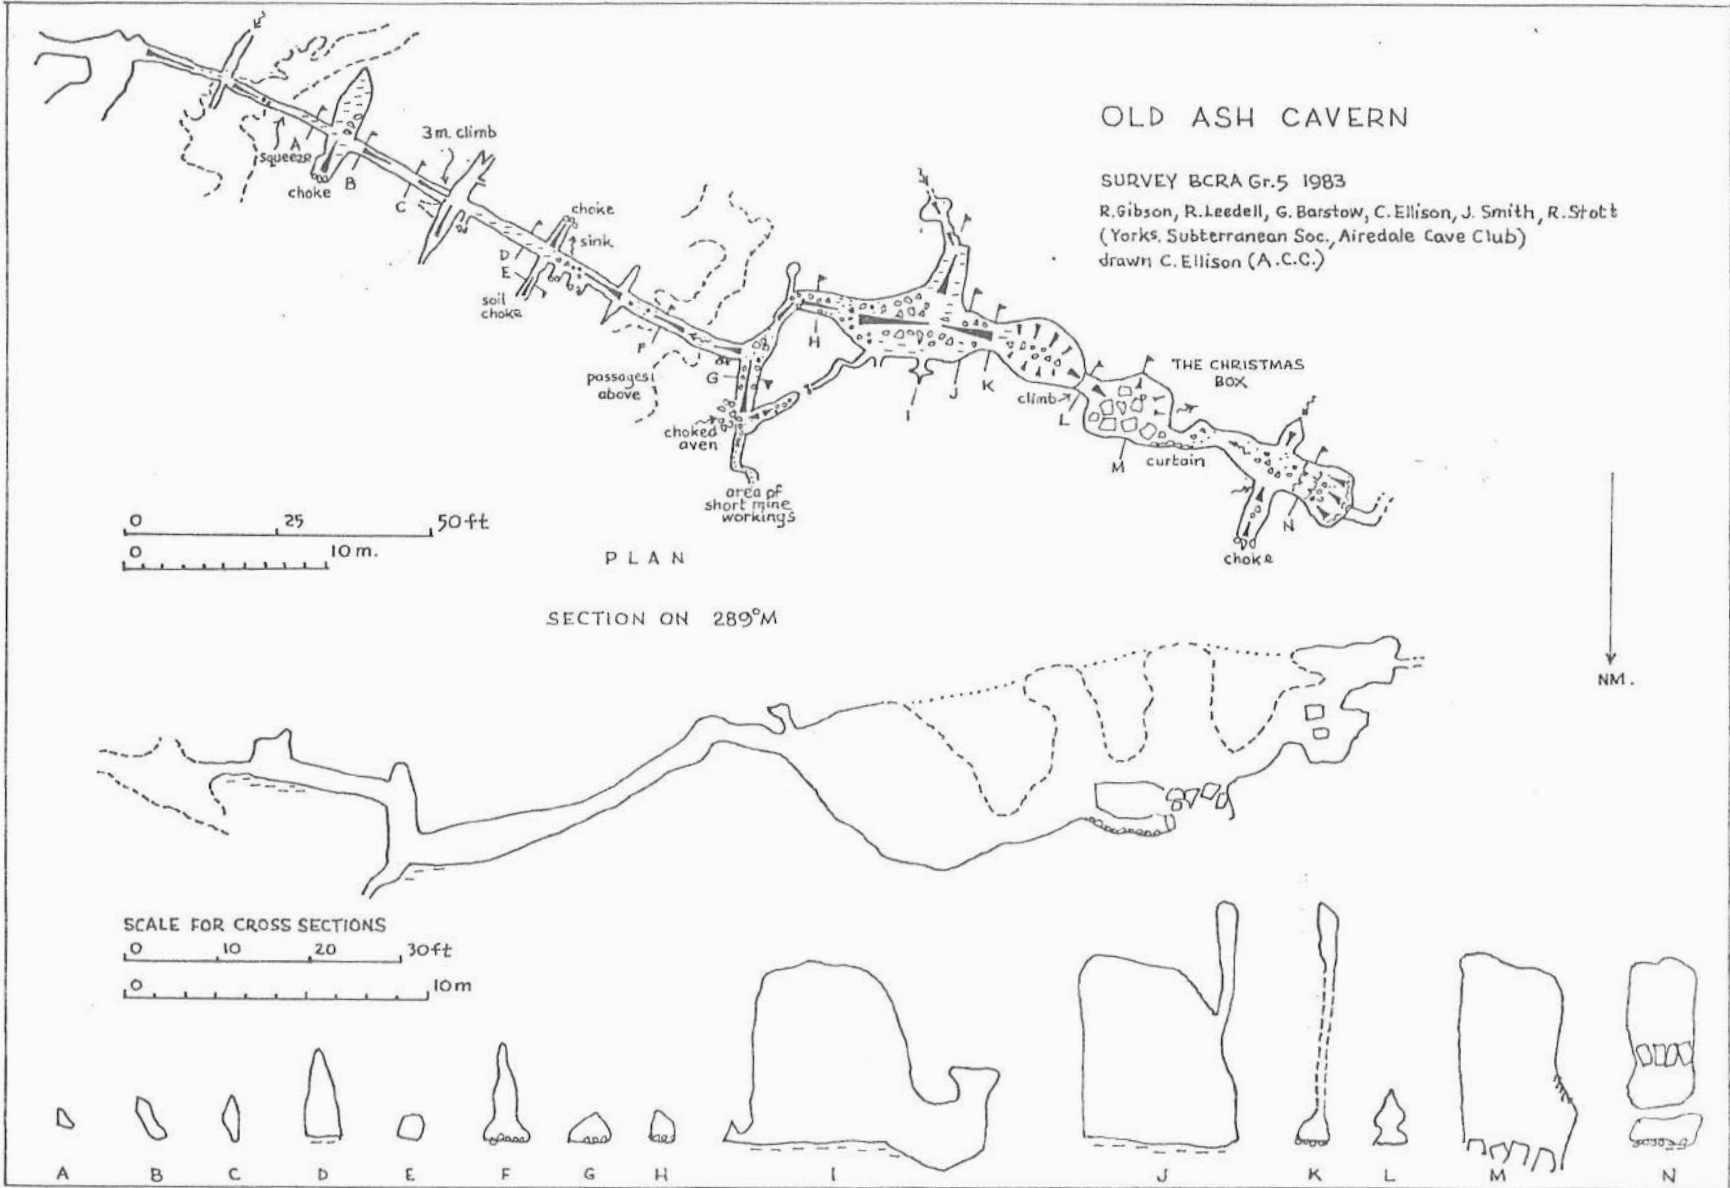 OLD ASH CAVERN
SURVEY BCRA Gr.5 1983
R.Gibson, R.Leedell, G.Barstow, C.Ellison, J.Smith, R.Stott
(Yorks. Subterranean Soc., Airedale Cave Club)
drawn C.Ellison (A.C.C.)
A
squeeze
choke
B
C
3m. climb
choke
sink
D
E
soil
choke
F
passages
above
G
choked
aven
area of
short mine
workings
H
I
J
K
climb
L
THE CHRISTMAS
BOX
M
curtain
N
choke
0 25 50ft
0 10m.
PLAN
NM.
SECTION ON 289°M
SCALE FOR CROSS SECTIONS
0 10 20 30ft
0 10m
A B C D E F G H I J K L M N